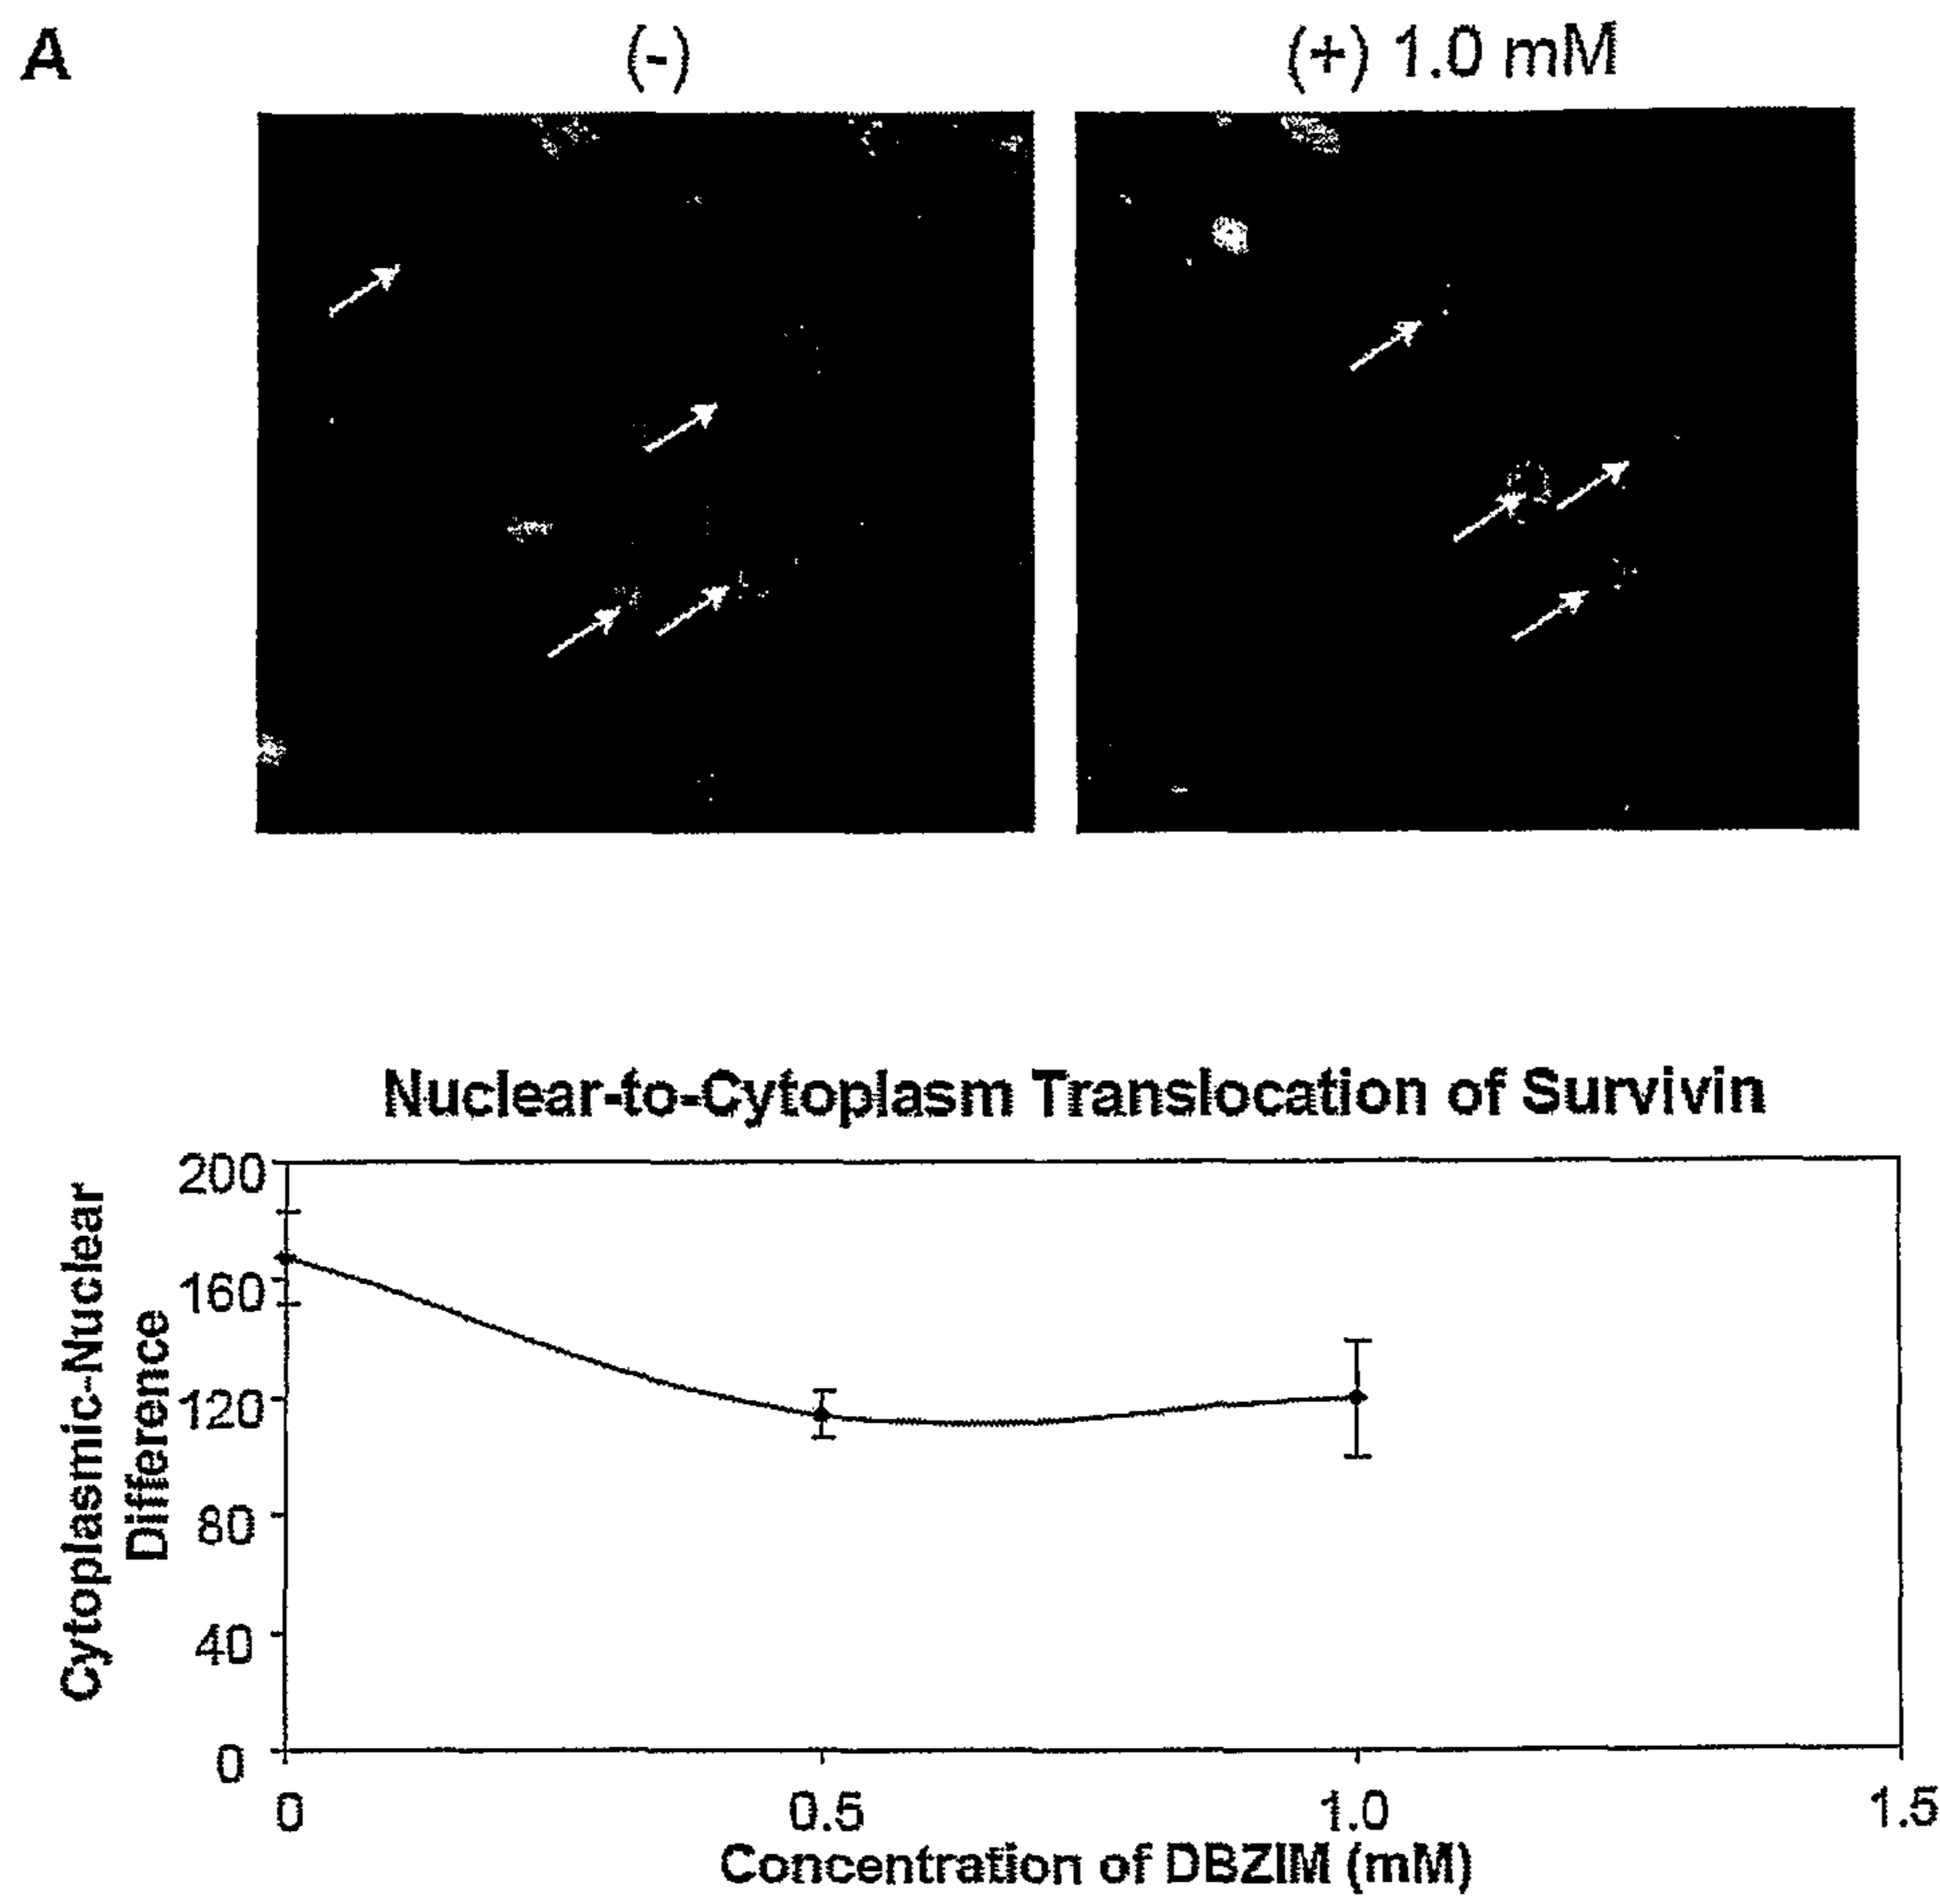 A
(-)
(+) 1.0 mM
Nuclear-to-Cytoplasm Translocation of Survivin
Cytoplasmic-Nuclear
Difference
200
160
120
80
40
0
0
0.5
1.0
1.5
Concentration of DBZIM (mM)